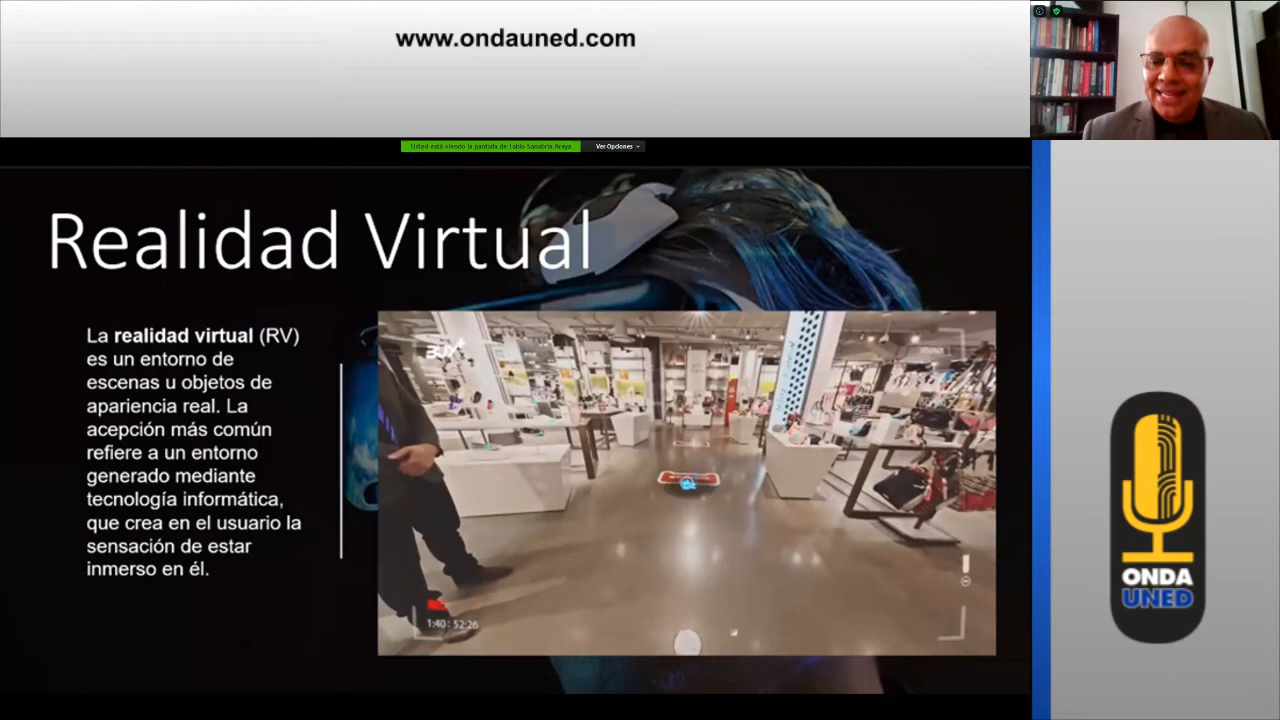 www.ondauned.com
Usted está viendo la pantalla de Fabio Sanabria Araya
Ver Opciones
Realidad Virtual
La realidad virtual (RV)
es un entorno de
escenas u objetos de
apariencia real. La
acepción más común
refiere a un entorno
generado mediante
tecnología informática,
que crea en el usuario la
sensación de estar
inmerso en él.
1:40:52:26
ONDA
UNED